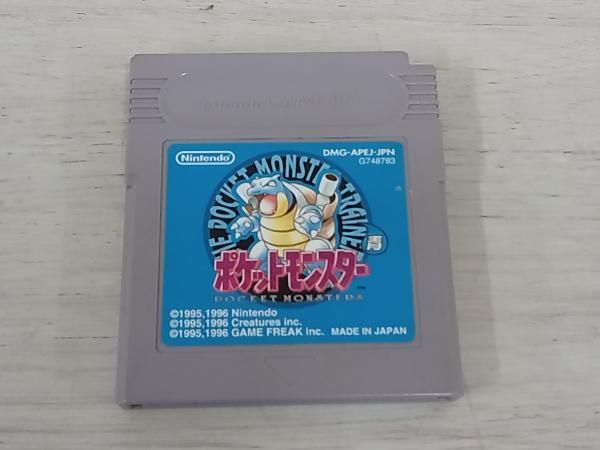 Nintendo GAME BOY
Nintendo
DMG-APEJ-JPN
G748783
THE POCKET MONSTER TRAINER
ポケットモンスター
POCKET MONSTERS
©1995,1996 Nintendo
©1995,1996 Creatures inc.
©1995,1996 GAME FREAK inc. MADE IN JAPAN